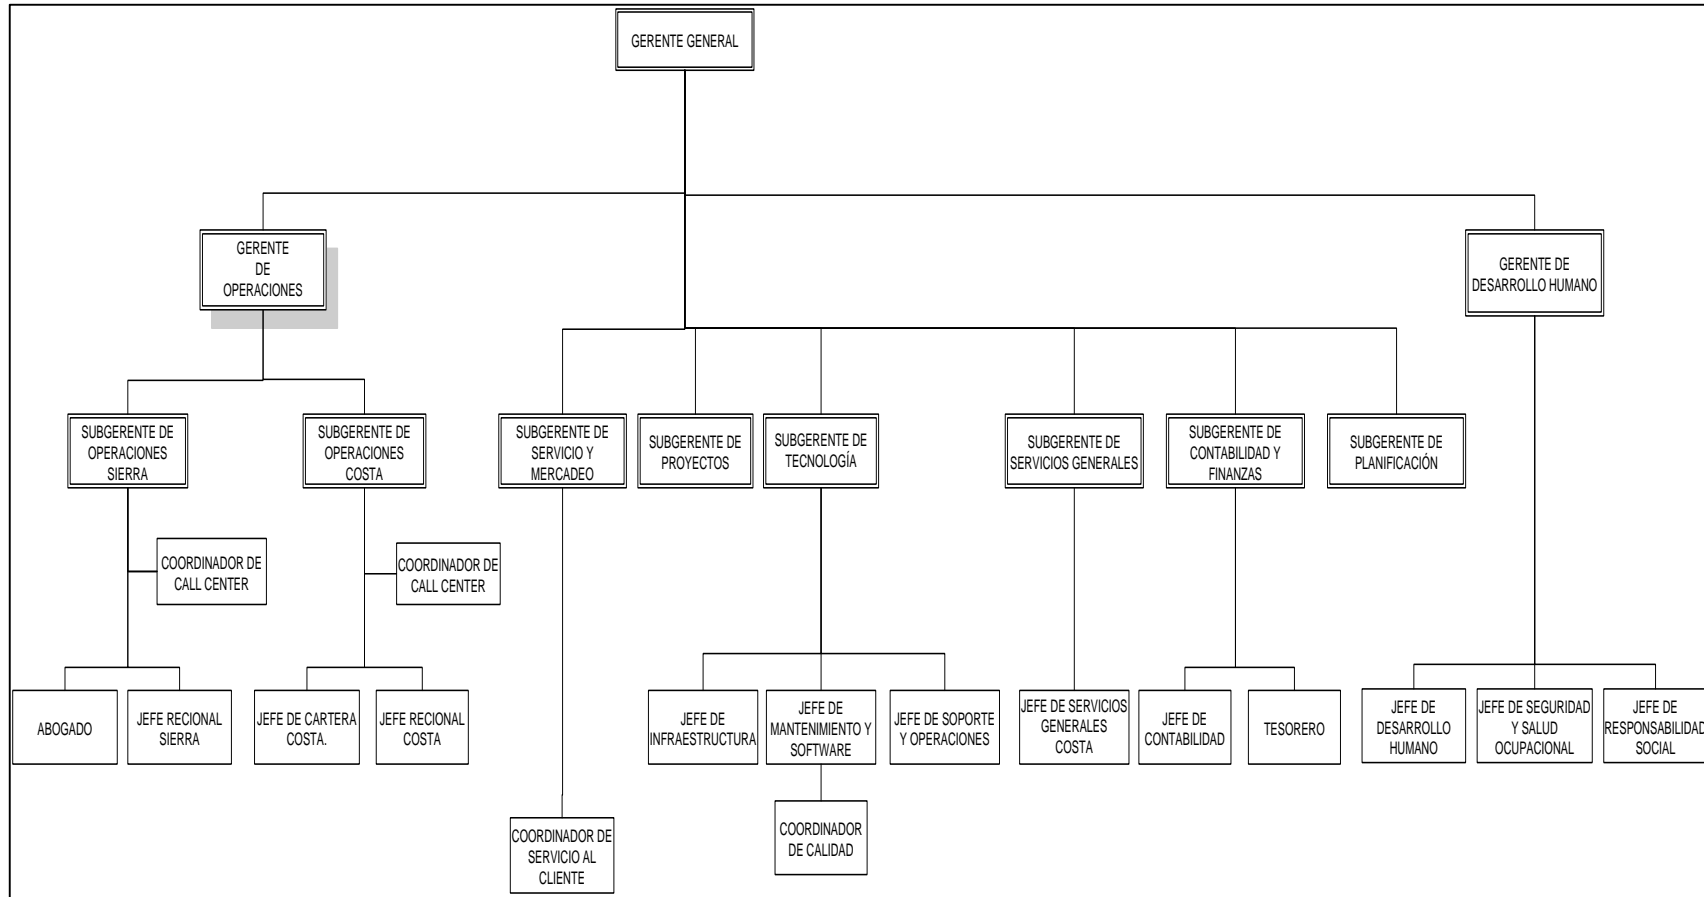 GERENTE GENERAL
GERENTE
DE
OPERACIONES
GERENTE DE
DESARROLLO HUMANO
SUBGERENTE DE
OPERACIONES
SIERRA
SUBGERENTE DE
OPERACIONES
COSTA
SUBGERENTE DE
SERVICIO Y
MERCADEO
SUBGERENTE DE
PROYECTOS
SUBGERENTE DE
TECNOLOGÍA
SUBGERENTE DE
SERVICIOS GENERALES
SUBGERENTE DE
CONTABILIDAD Y
FINANZAS
SUBGERENTE DE
PLANIFICACIÓN
COORDINADOR DE
CALL CENTER
COORDINADOR DE
CALL CENTER
ABOGADO
JEFE RECIONAL
SIERRA
JEFE DE CARTERA
COSTA.
JEFE RECIONAL
COSTA
JEFE DE
INFRAESTRUCTURA
JEFE DE
MANTENIMIENTO Y
SOFTWARE
JEFE DE SOPORTE
Y OPERACIONES
JEFE DE SERVICIOS
GENERALES
COSTA
JEFE DE
CONTABILIDAD
TESORERO
JEFE DE
DESARROLLO
HUMANO
JEFE DE SEGURIDAD
Y SALUD
OCUPACIONAL
JEFE DE
RESPONSABILIDAD
SOCIAL
COORDINADOR DE
SERVICIO AL
CLIENTE
COORDINADOR
DE CALIDAD